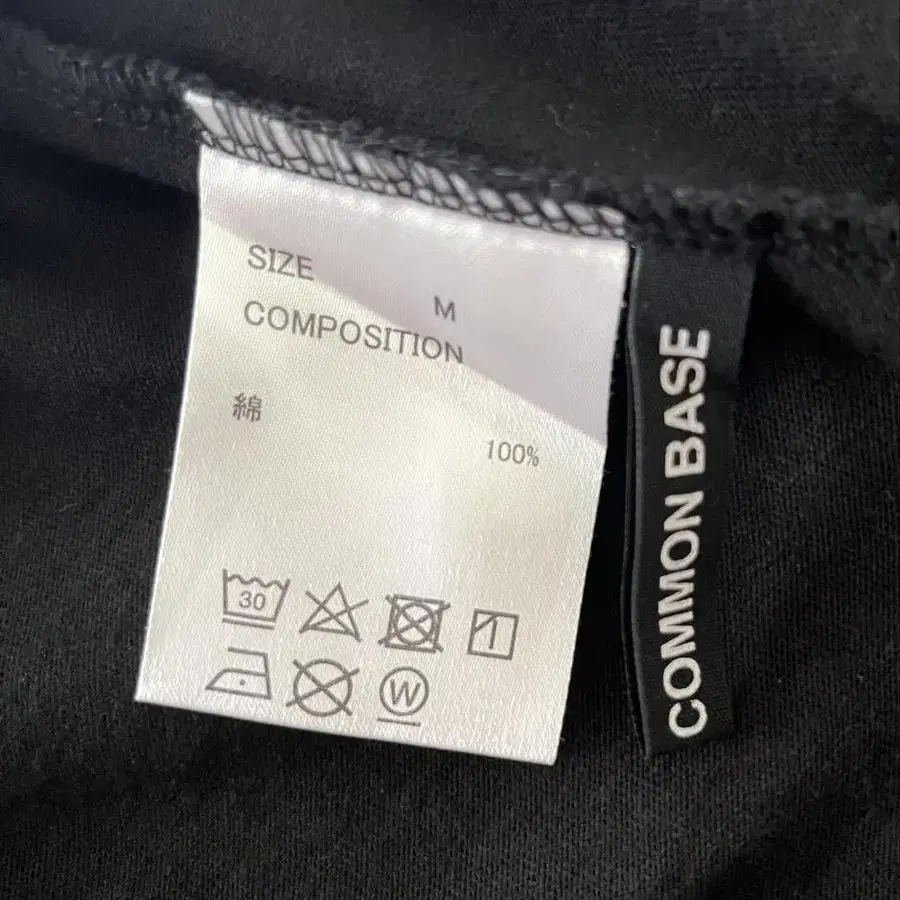 SIZE
M
COMPOSITION
綿
100%
30
W
COMMON BASE